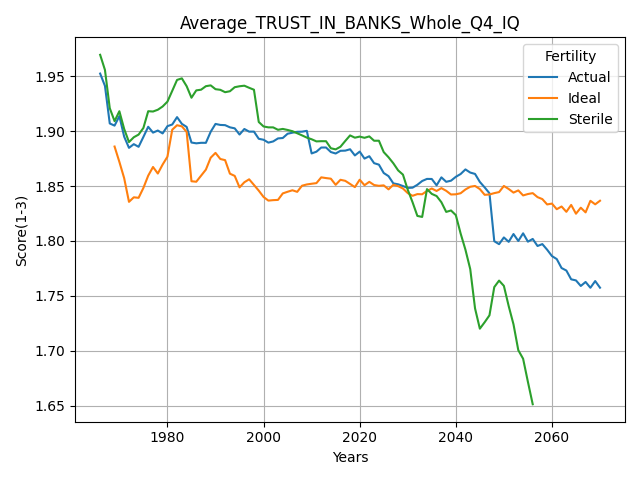 Average_TRUST_IN_BANKS_Whole_Q4_IQ
Fertility
Actual
Ideal
Sterile
Score(1-3)
1.95
1.90
1.85
1.80
1.75
1.70
1.65
1980 2000 2020 2040 2060
Years